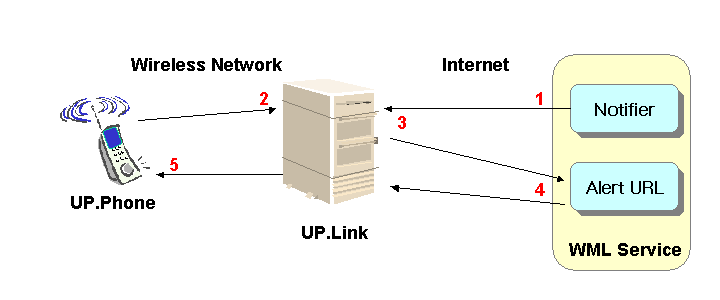 Wireless Network
Internet
2
1
Notifier
3
5
4
Alert URL
UP.Phone
UP.Link
WML Service